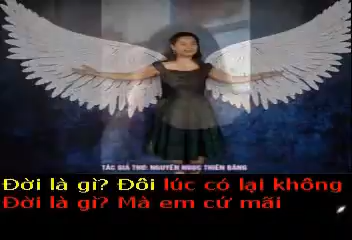 TÁC GIẢ THƠ: NGUYỄN NGỌC THIÊN BĂNG
Đời là gì? Đôi lúc có lại không
Đời là gì? Mà em cứ mãi